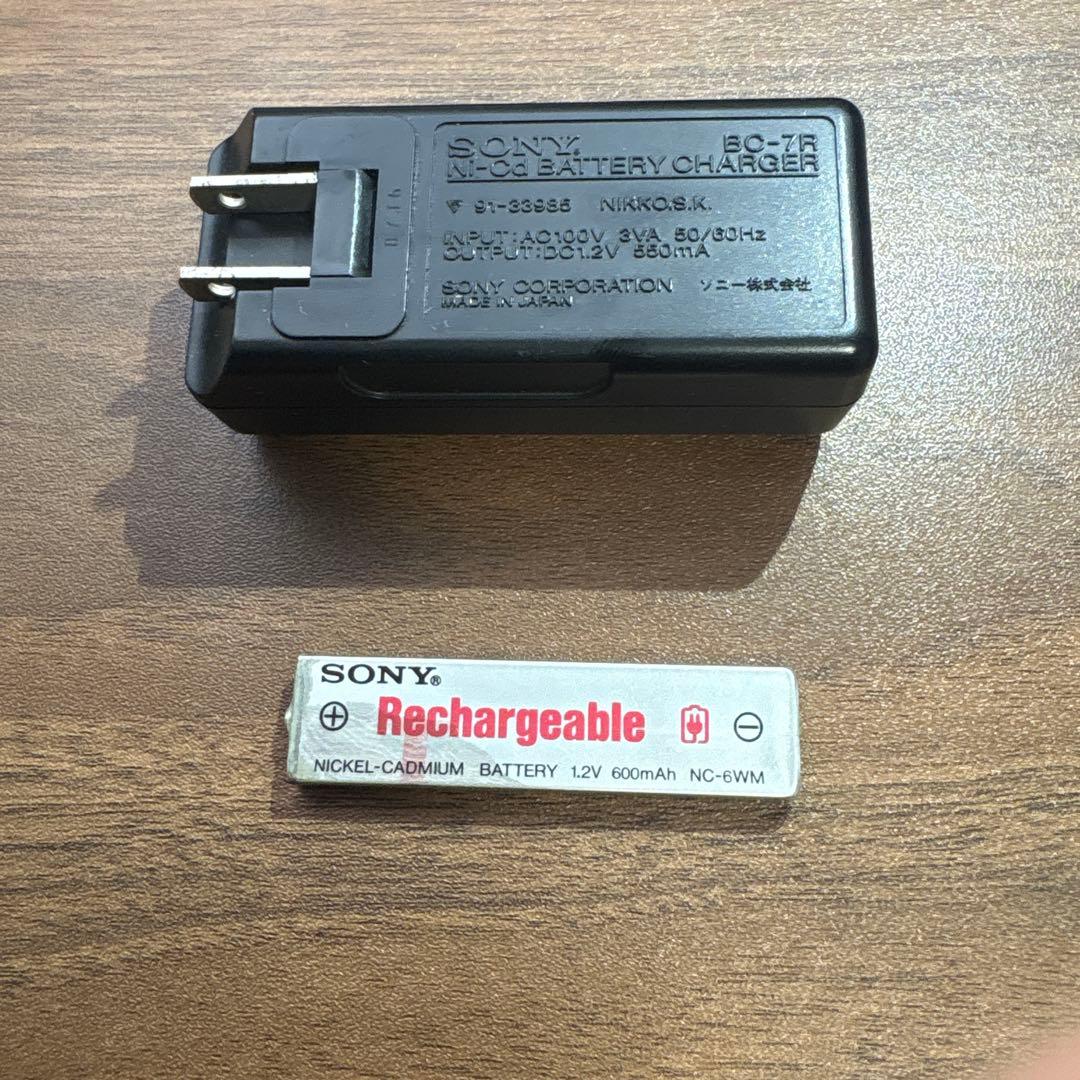 SONY® BC-7R
Ni-Cd BATTERY CHARGER
91-33985 NIKKO.S.K.
INPUT:AC100V 3VA 50/60Hz
OUTPUT:DC1.2V 550mA
SONY CORPORATION ソニー株式会社
MADE IN JAPAN
SONY®
⊕ Rechargeable ⊖
NICKEL-CADMIUM BATTERY 1.2V 600mAh NC-6WM